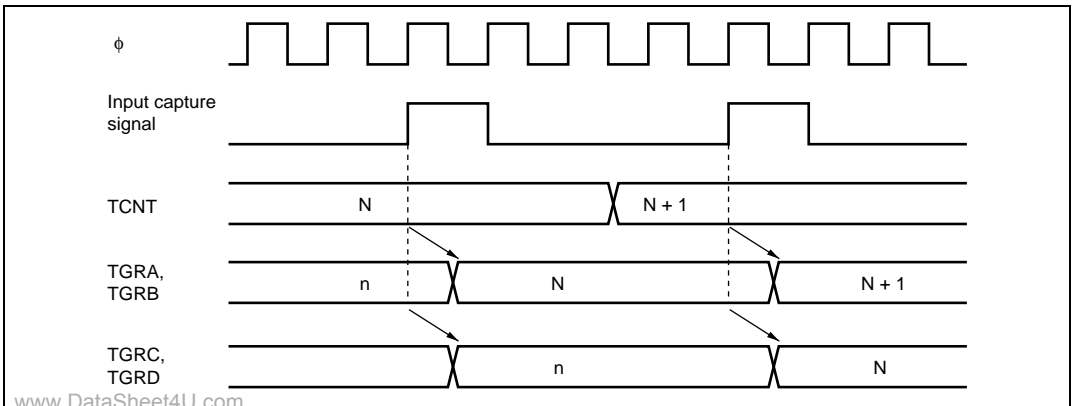 ϕ
Input capture
signal
TCNT
N
N + 1
TGRA,
TGRB
n
N
N + 1
TGRC,
TGRD
n
N
www.DataSheet4U.com